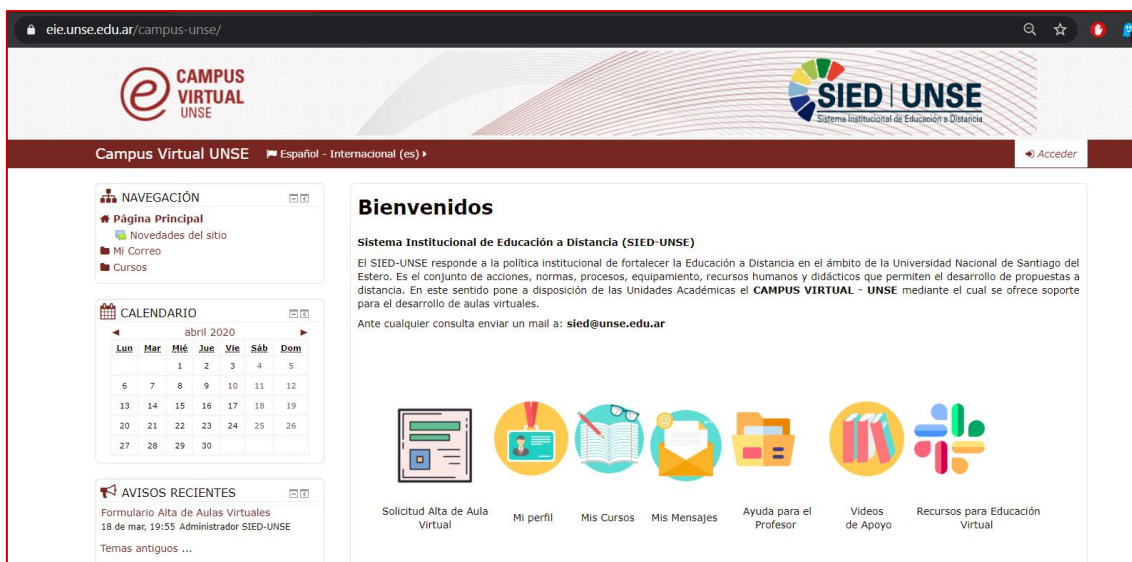 eie.unse.edu.ar/campus-unse/
e CAMPUS
VIRTUAL
UNSE
SIED | UNSE
Sistema Institucional de Educación a Distancia
Campus Virtual UNSE Español - Internacional (es)
Acceder
NAVEGACIÓN
Página Principal
Novedades del sitio
Mi Correo
Cursos
CALENDARIO
abril 2020
Lun Mar Mié Jue Vie Sáb Dom
1 2 3 4 5
6 7 8 9 10 11 12
13 14 15 16 17 18 19
20 21 22 23 24 25 26
27 28 29 30
AVISOS RECIENTES
Formulario Alta de Aulas Virtuales
18 de mar, 19:55 Administrador SIED-UNSE
Temas antiguos ...
Bienvenidos
Sistema Institucional de Educación a Distancia (SIED-UNSE)
El SIED-UNSE responde a la política institucional de fortalecer la Educación a Distancia en el ámbito de la Universidad Nacional de Santiago del
Estero. Es el conjunto de acciones, normas, procesos, equipamiento, recursos humanos y didácticos que permiten el desarrollo de propuestas a
distancia. En este sentido pone a disposición de las Unidades Académicas el CAMPUS VIRTUAL - UNSE mediante el cual se ofrece soporte
para el desarrollo de aulas virtuales.
Ante cualquier consulta enviar un mail a: sied@unse.edu.ar
Solicitud Alta de Aula
Virtual
Mi perfil
Mis Cursos
Mis Mensajes
Ayuda para el
Profesor
Videos
de Apoyo
Recursos para Educación
Virtual